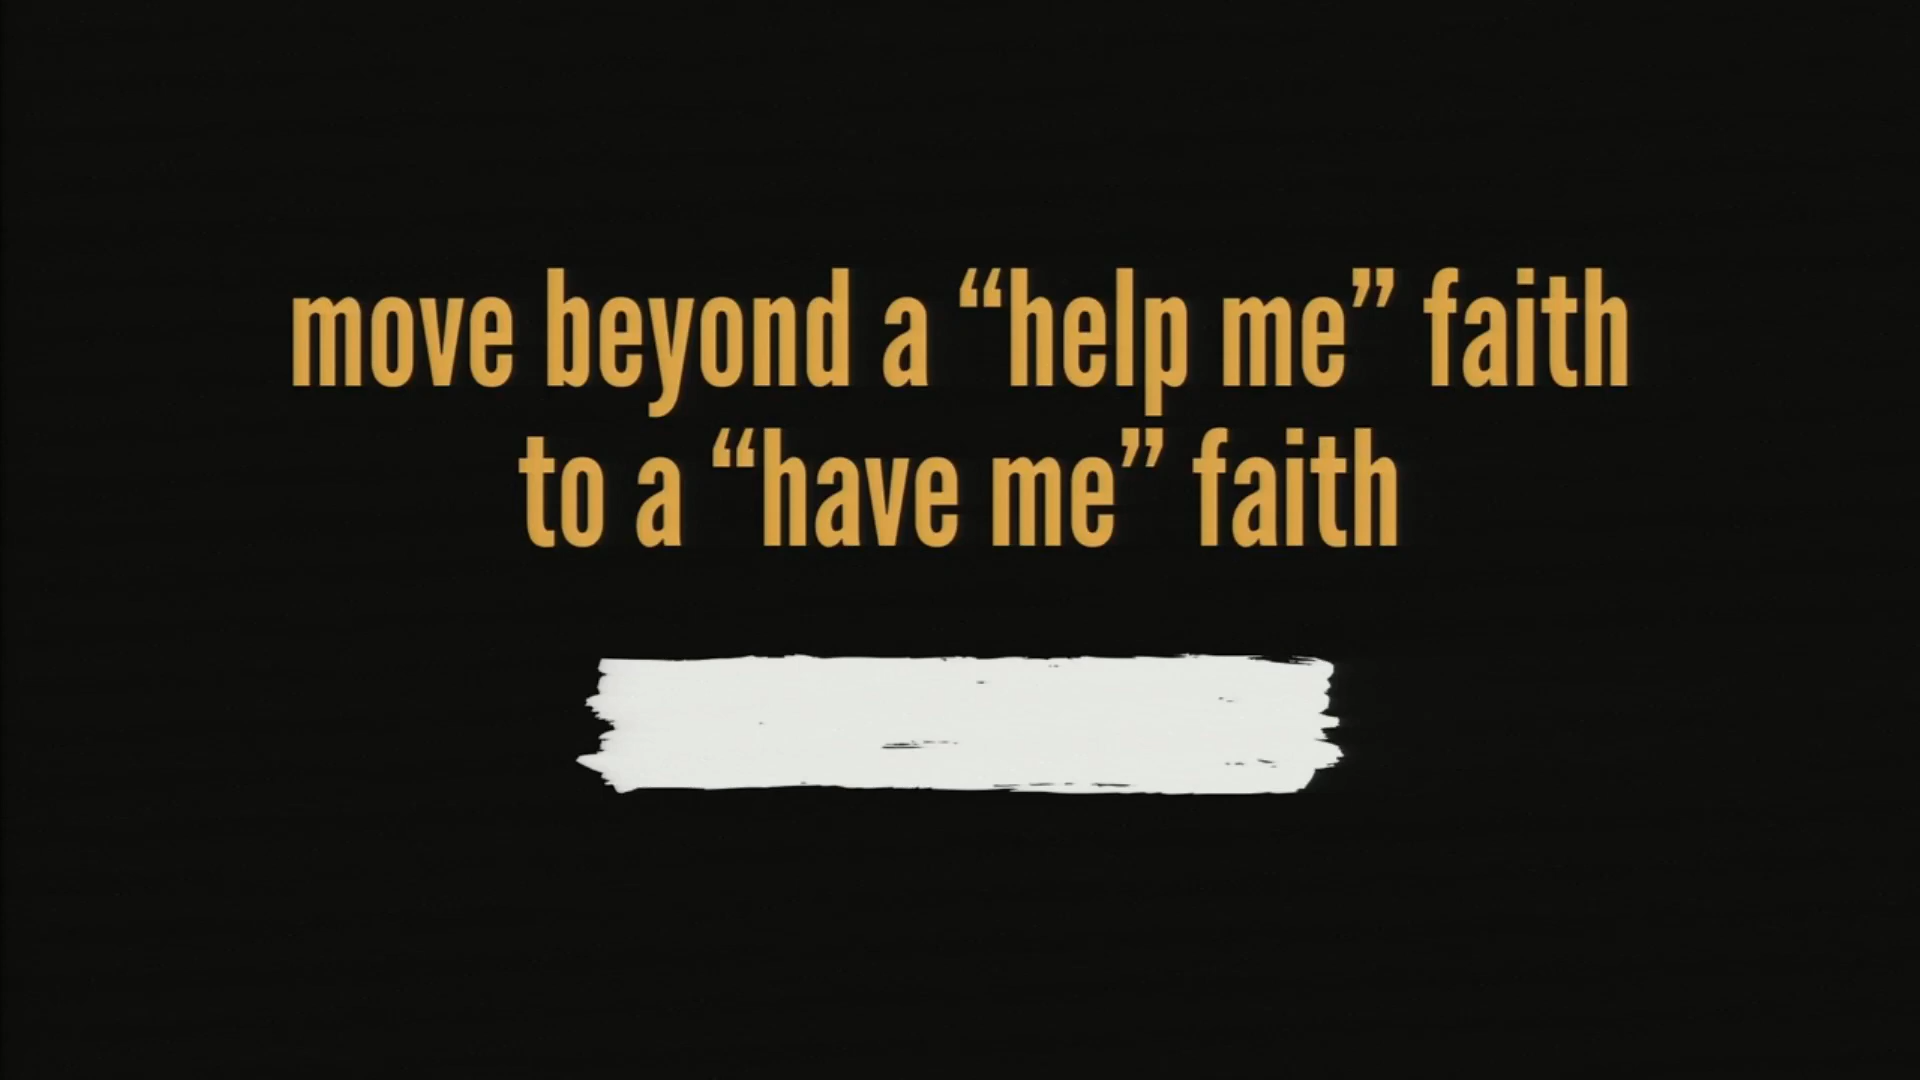 move beyond a “help me” faith
to a “have me” faith